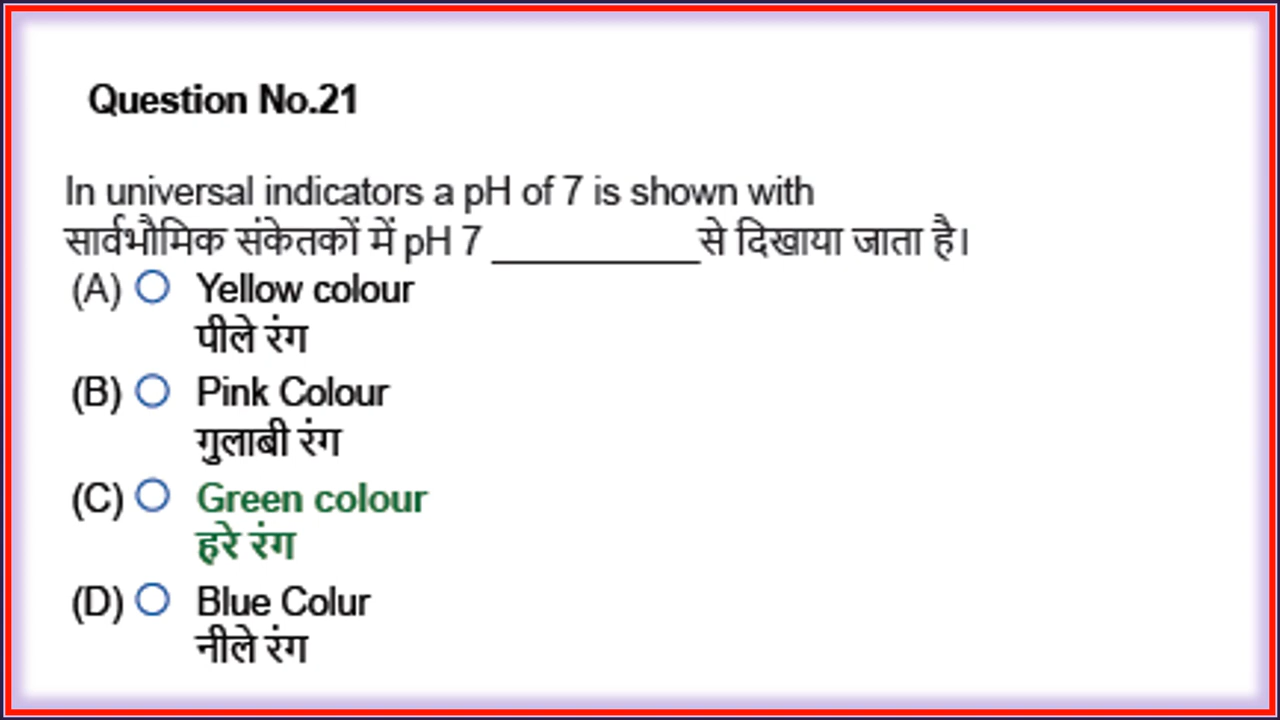 Question No.21
In universal indicators a pH of 7 is shown with
सार्वभौमिक संकेतकों में pH 7 __________से दिखाया जाता है।
(A) Yellow colour
पीले रंग
(B) Pink Colour
गुलाबी रंग
(C) Green colour
हरे रंग
(D) Blue Colur
नीले रंग